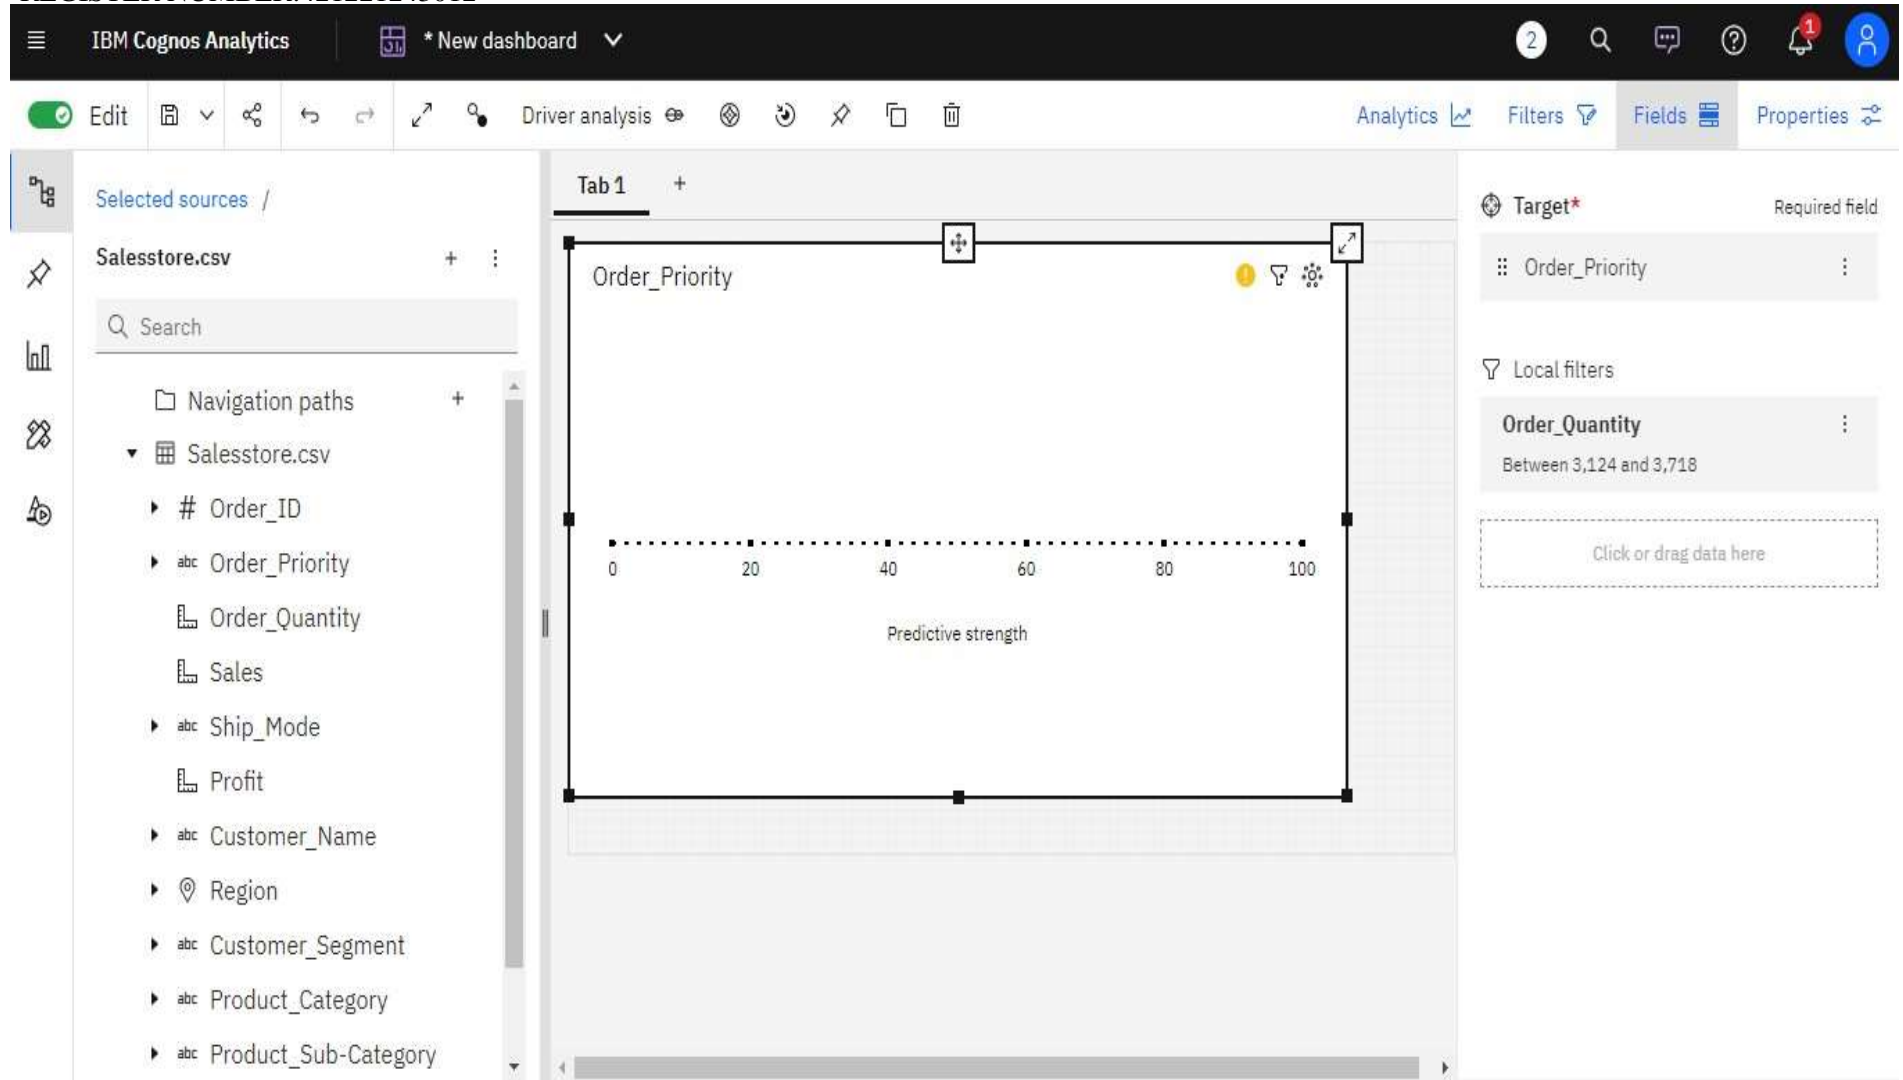 IBM Cognos Analytics
* New dashboard
2
1
Edit
Driver analysis
Analytics
Filters
Fields
Properties
Selected sources /
Salesstore.csv
Search
Navigation paths
Salesstore.csv
# Order_ID
abc Order_Priority
Order_Quantity
Sales
abc Ship_Mode
Profit
abc Customer_Name
Region
abc Customer_Segment
abc Product_Category
abc Product_Sub-Category
Tab 1 +
Order_Priority
0 20 40 60 80 100
Predictive strength
Target* Required field
Order_Priority
Local filters
Order_Quantity
Between 3,124 and 3,718
Click or drag data here